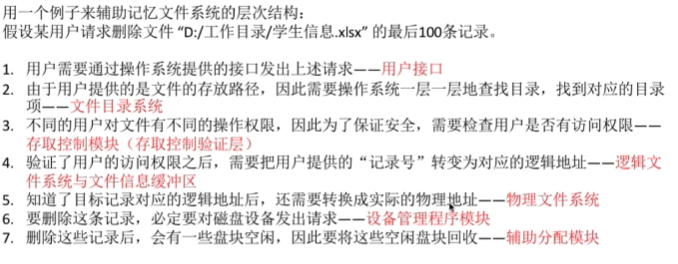 用一个例子来辅助记忆文件系统的层次结构：
假设某用户请求删除文件 “D:/工作目录/学生信息.xlsx” 的最后100条记录。
1. 用户需要通过操作系统提供的接口发出上述请求——用户接口
2. 由于用户提供的是文件的存放路径，因此需要操作系统一层一层地查找目录，找到对应的目录
项——文件目录系统
3. 不同的用户对文件有不同的操作权限，因此为了保证安全，需要检查用户是否有访问权限——
存取控制模块（存取控制验证层）
4. 验证了用户的访问权限之后，需要把用户提供的“记录号”转变为对应的逻辑地址——逻辑文
件系统与文件信息缓冲区
5. 知道了目标记录对应的逻辑地址后，还需要转换成实际的物理地址——物理文件系统
6. 要删除这条记录，必定要对磁盘设备发出请求——设备管理程序模块
7. 删除这些记录后，会有一些盘块空闲，因此要将这些空闲盘块回收——辅助分配模块